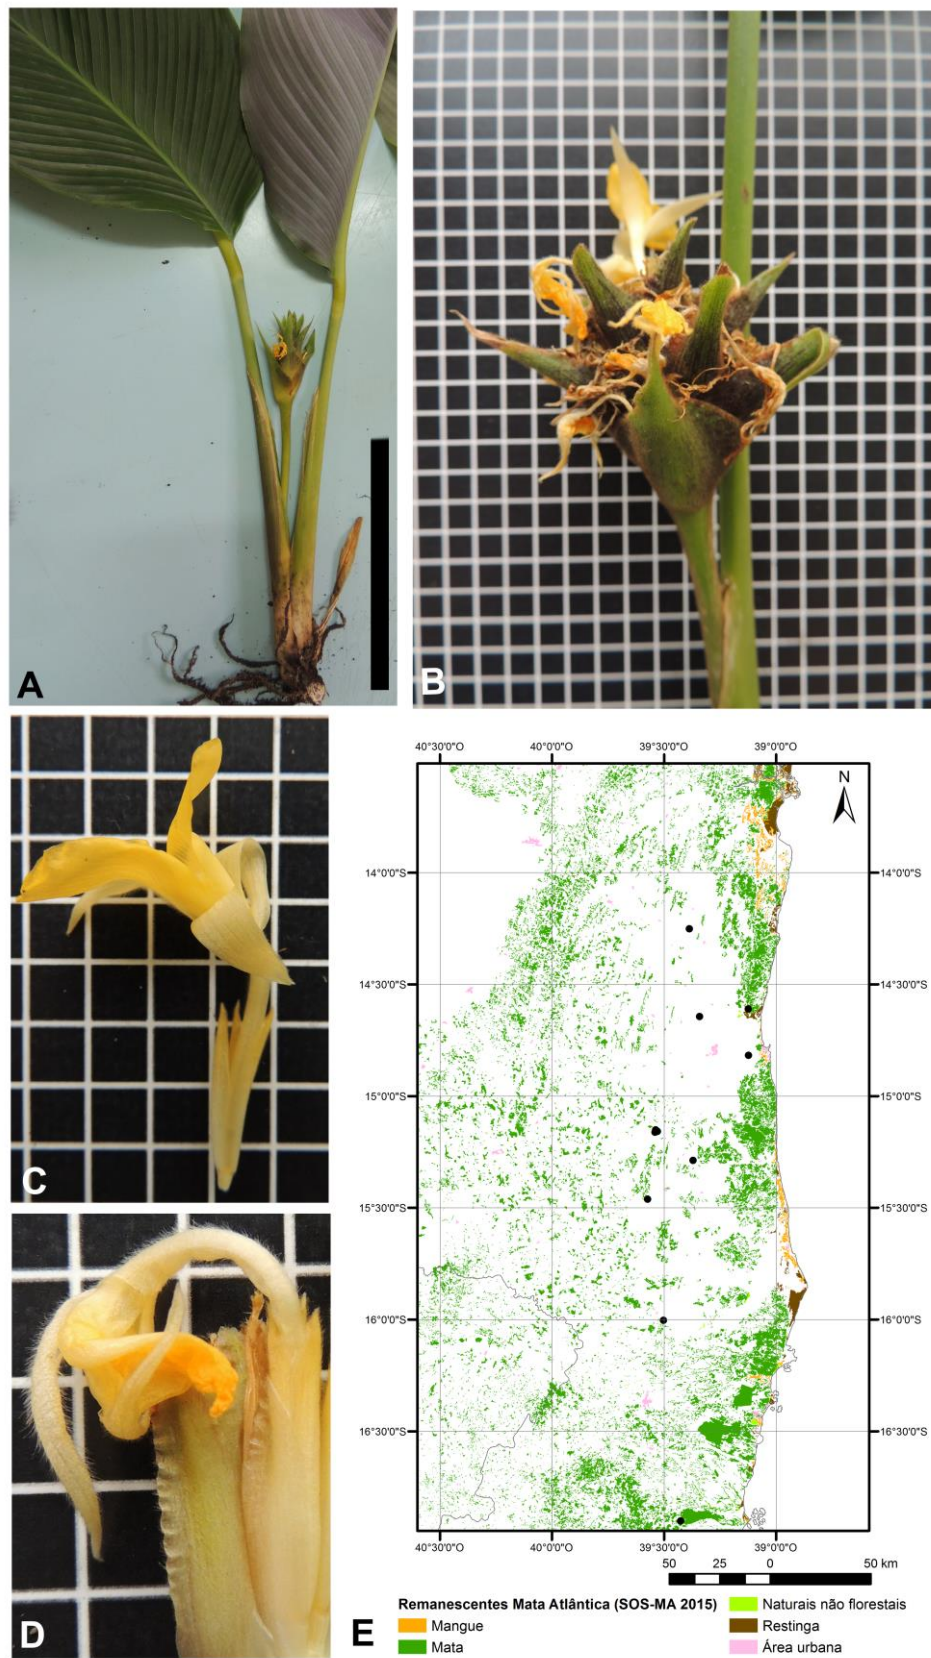 A
B
C
D
40°30'0"O 40°0'0"O 39°30'0"O 39°0'0"O
N
14°0'0"S
14°0'0"S
14°30'0"S
14°30'0"S
15°0'0"S
15°0'0"S
15°30'0"S
15°30'0"S
16°0'0"S
16°0'0"S
16°30'0"S
16°30'0"S
40°30'0"O 40°0'0"O 39°30'0"O 39°0'0"O
50 25 0 50 km
E
Remanescentes Mata Atlântica (SOS-MA 2015)
Mangue
Mata
Naturais não florestais
Restinga
Área urbana